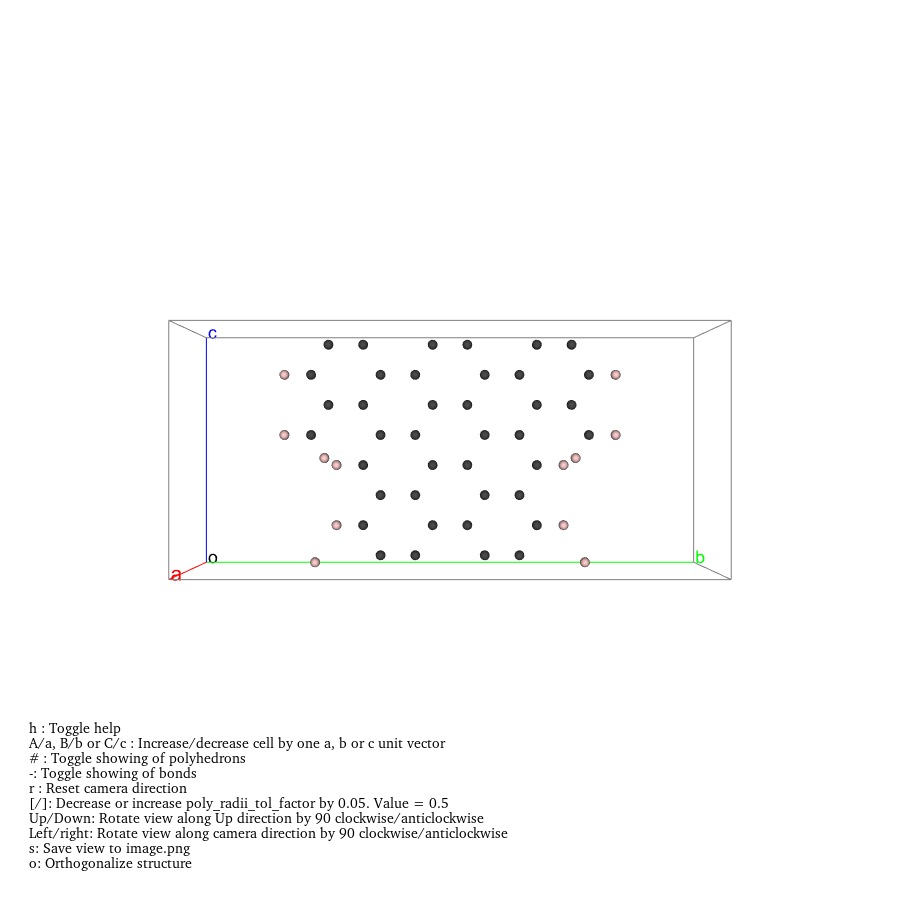 c
o
b
a
h : Toggle help
A/a, B/b or C/c : Increase/decrease cell by one a, b or c unit vector
# : Toggle showing of polyhedrons
-: Toggle showing of bonds
r : Reset camera direction
[/]: Decrease or increase poly_radii_tol_factor by 0.05. Value = 0.5
Up/Down: Rotate view along Up direction by 90 clockwise/anticlockwise
Left/right: Rotate view along camera direction by 90 clockwise/anticlockwise
s: Save view to image.png
o: Orthogonalize structure